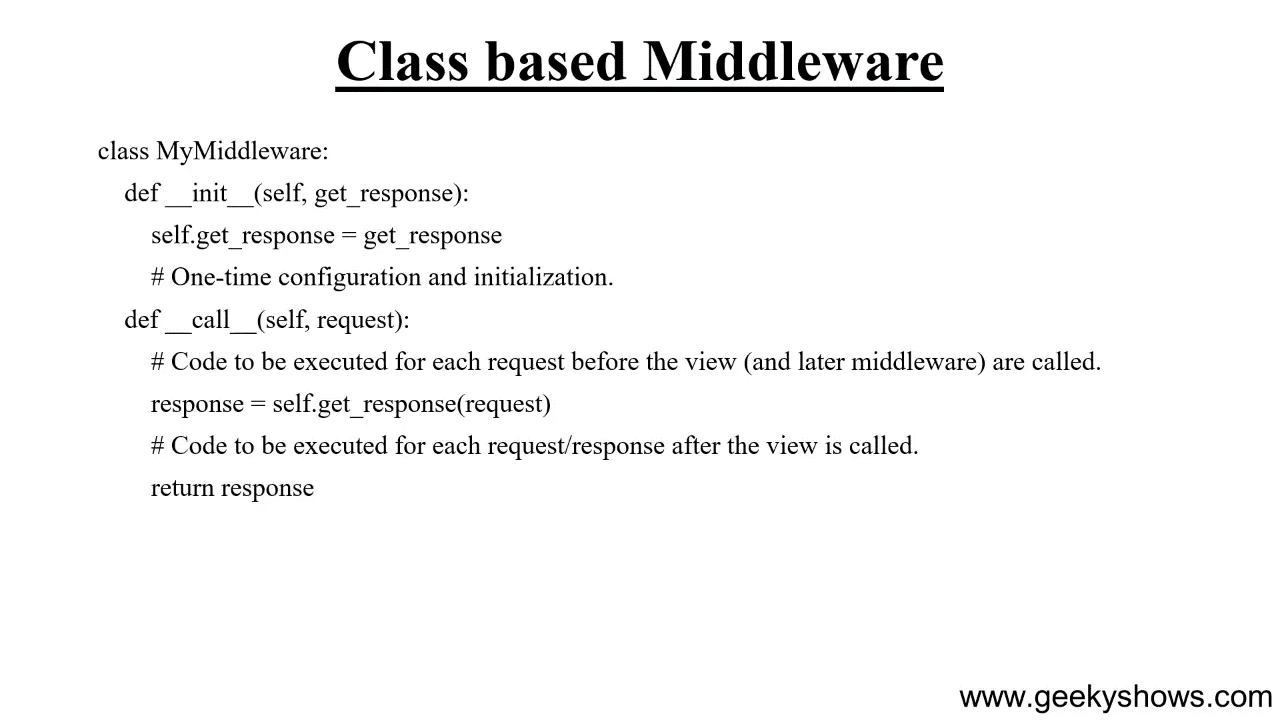 Class based Middleware
class MyMiddleware:
def __init__(self, get_response):
self.get_response = get_response
# One-time configuration and initialization.
def __call__(self, request):
# Code to be executed for each request before the view (and later middleware) are called.
response = self.get_response(request)
# Code to be executed for each request/response after the view is called.
return response
www.geekyshows.com